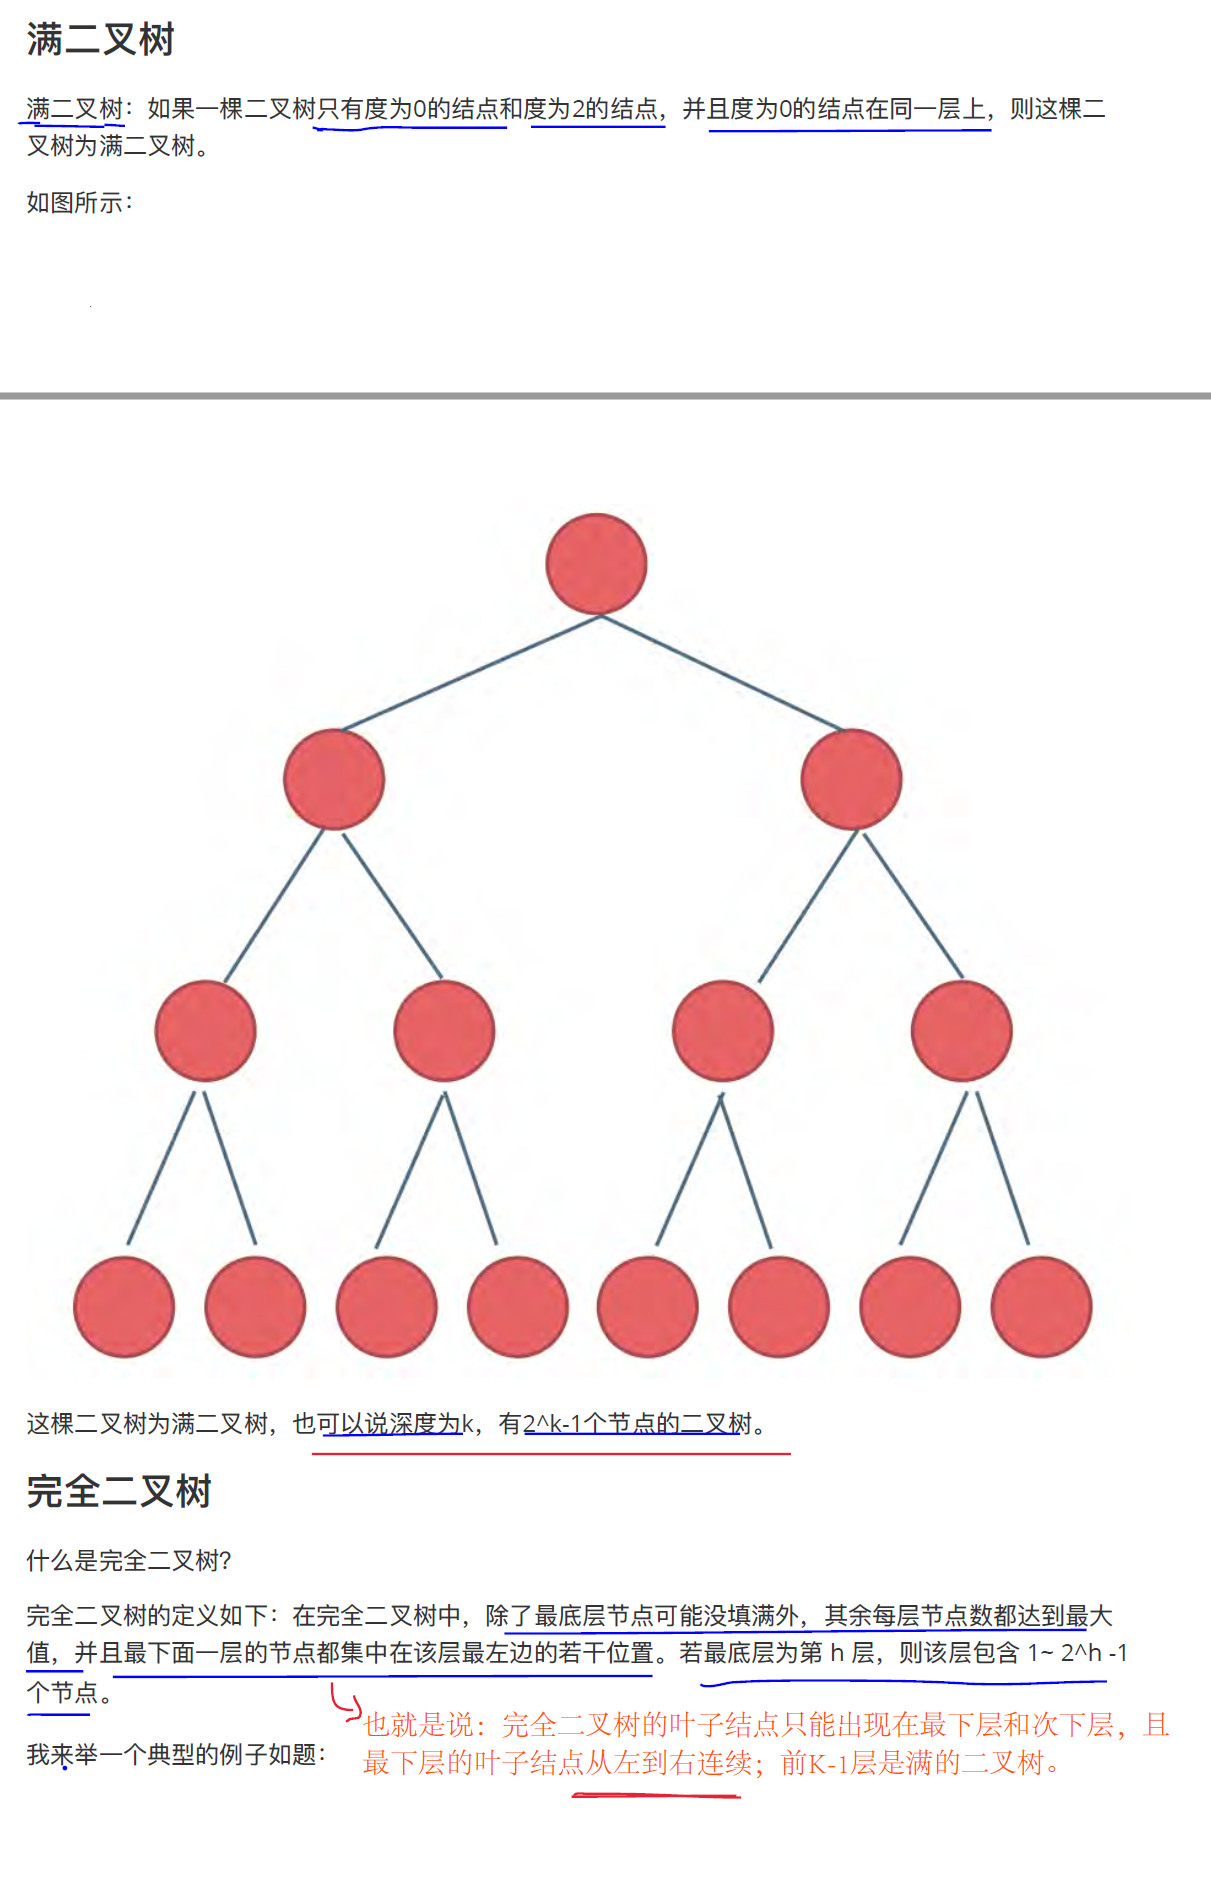 满二叉树
满二叉树：如果一棵二叉树只有度为0的结点和度为2的结点，并且度为0的结点在同一层上，则这棵二
叉树为满二叉树。
如图所示：
这棵二叉树为满二叉树，也可以说深度为k，有2^k-1个节点的二叉树。
完全二叉树
什么是完全二叉树？
完全二叉树的定义如下：在完全二叉树中，除了最底层节点可能没填满外，其余每层节点数都达到最大
值，并且最下面一层的节点都集中在该层最左边的若干位置。若最底层为第 h 层，则该层包含 1~ 2^h -1
个节点。
也就是说：完全二叉树的叶子结点只能出现在最下层和次下层，且
最下层的叶子结点从左到右连续；前K-1层是满的二叉树。
我来举一个典型的例子如题：